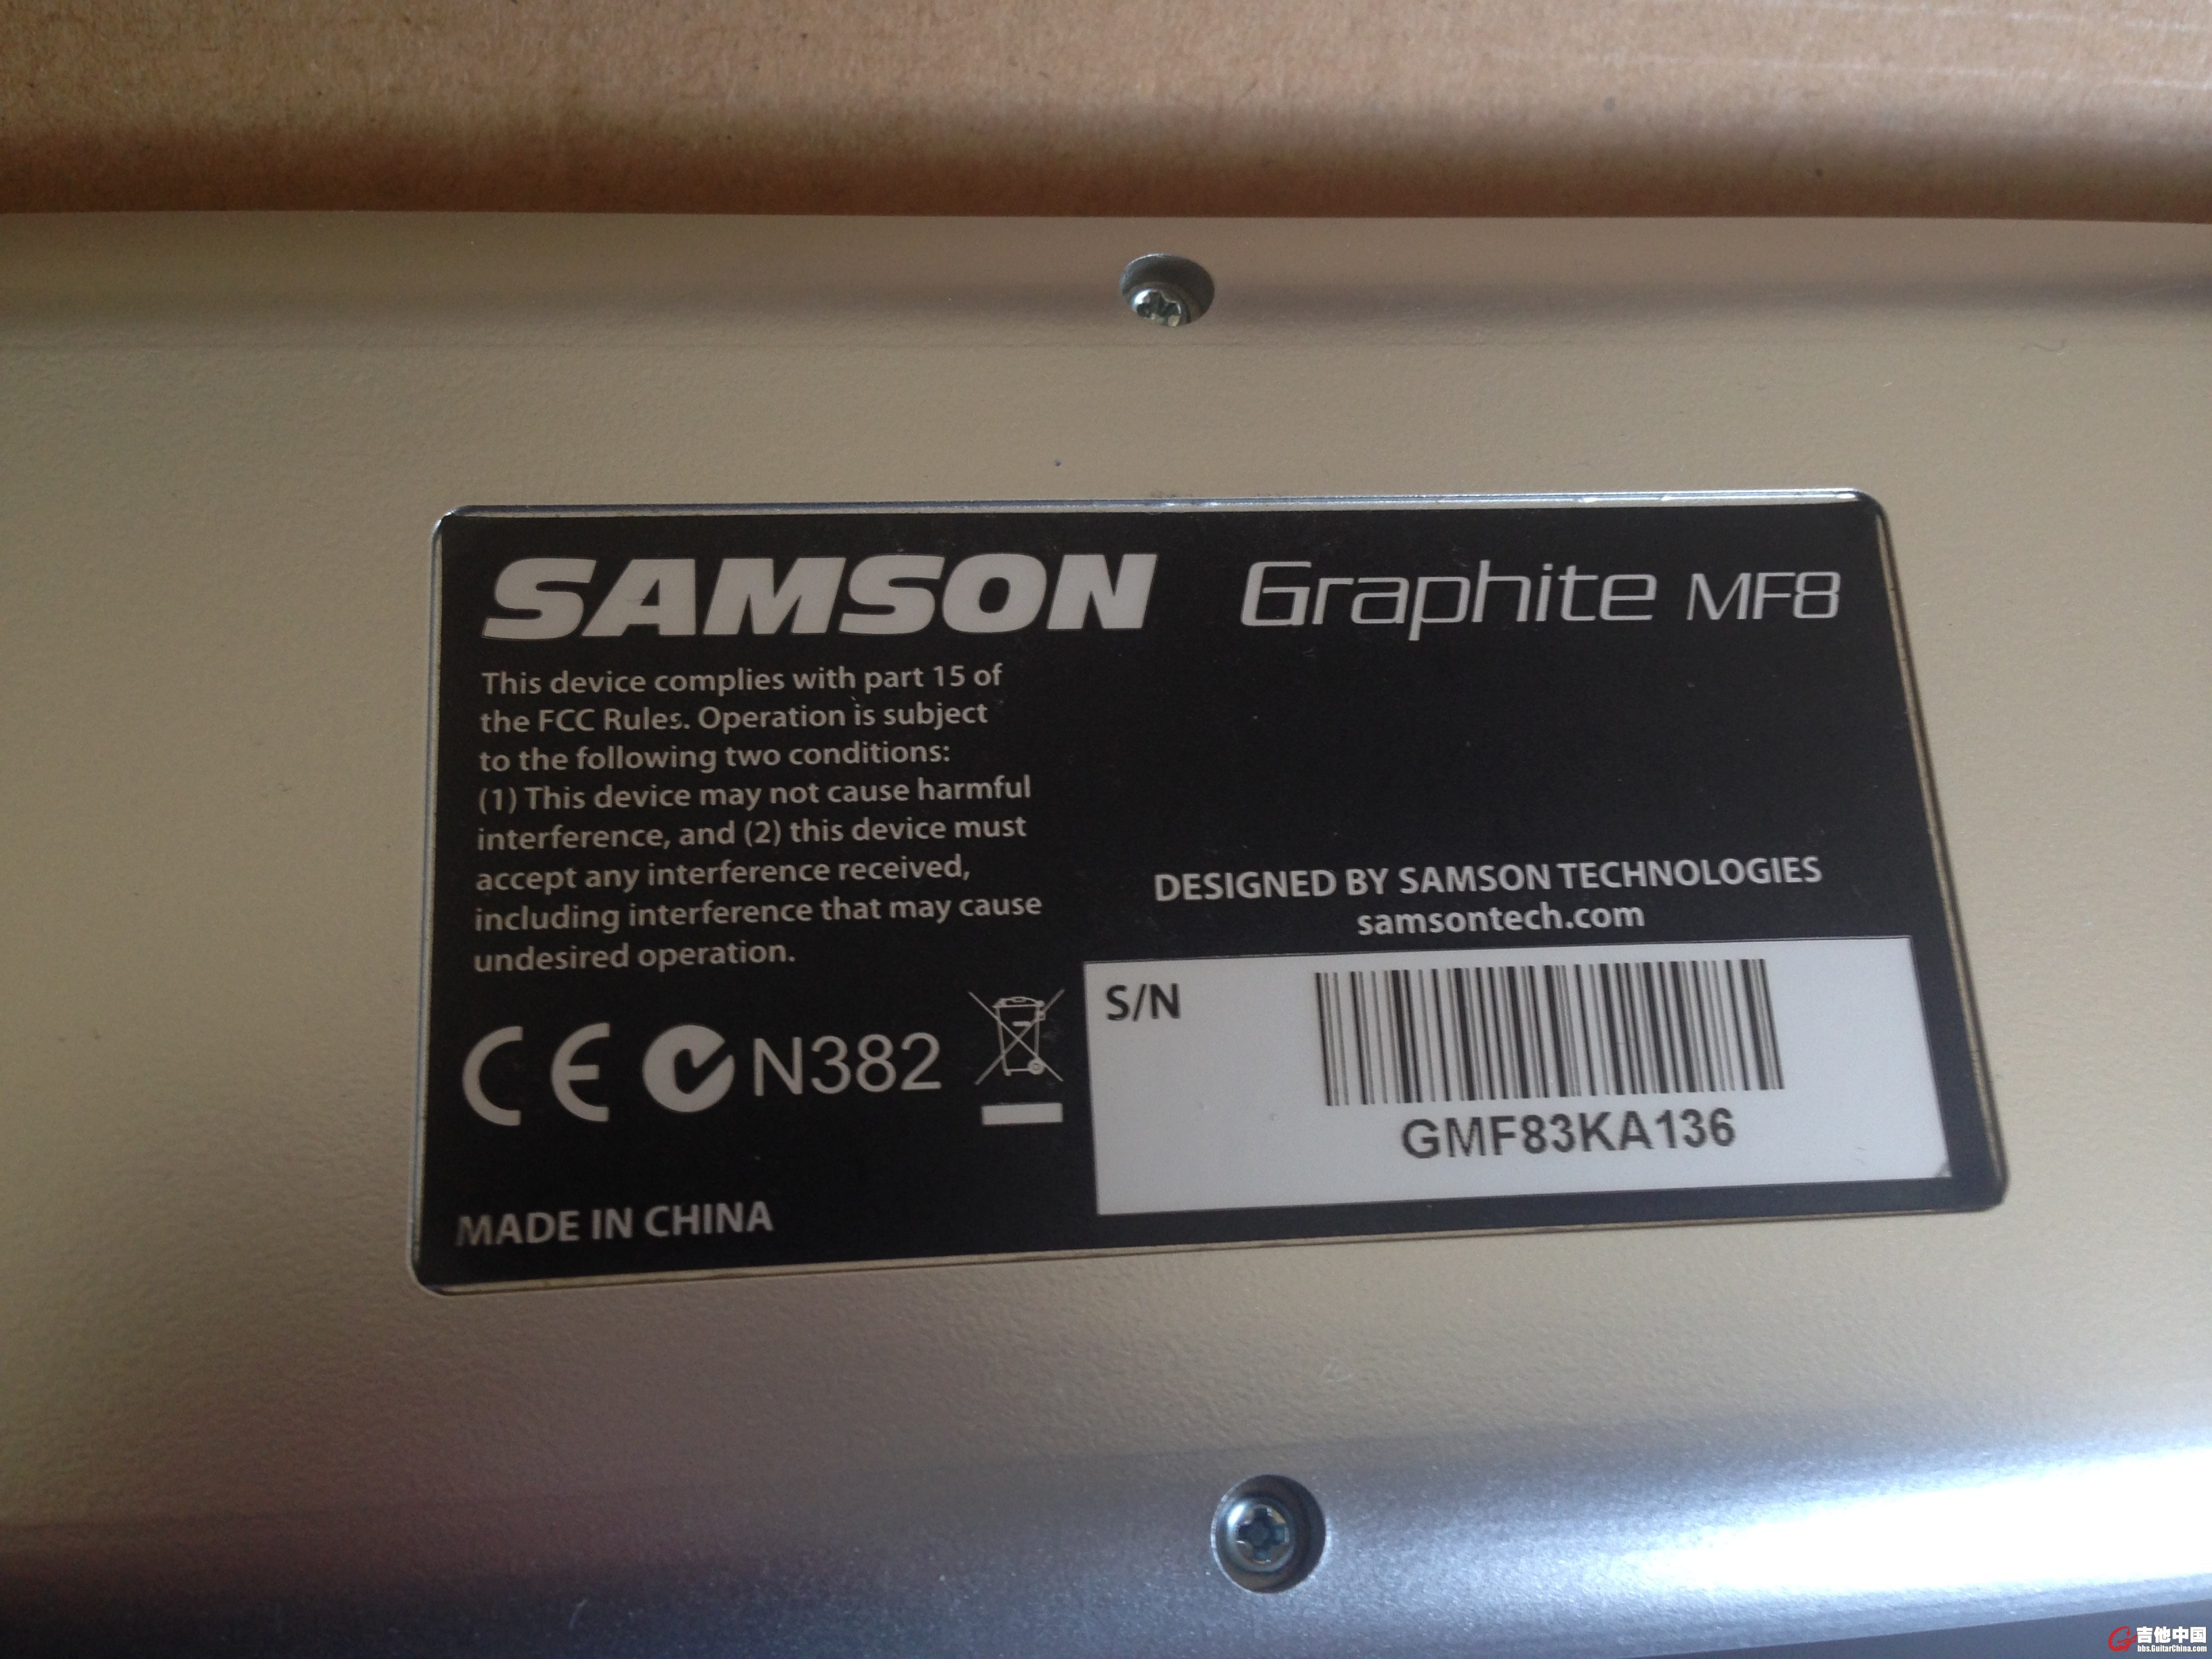 SAMSON Graphite MF8
This device complies with part 15 of
the FCC Rules. Operation is subject
to the following two conditions:
(1) This device may not cause harmful
interference, and (2) this device must
accept any interference received,
including interference that may cause
undesired operation.
DESIGNED BY SAMSON TECHNOLOGIES
samsontech.com
CE N382
S/N
GMF83KA136
MADE IN CHINA
吉他中国
bbs.GuitarChina.com